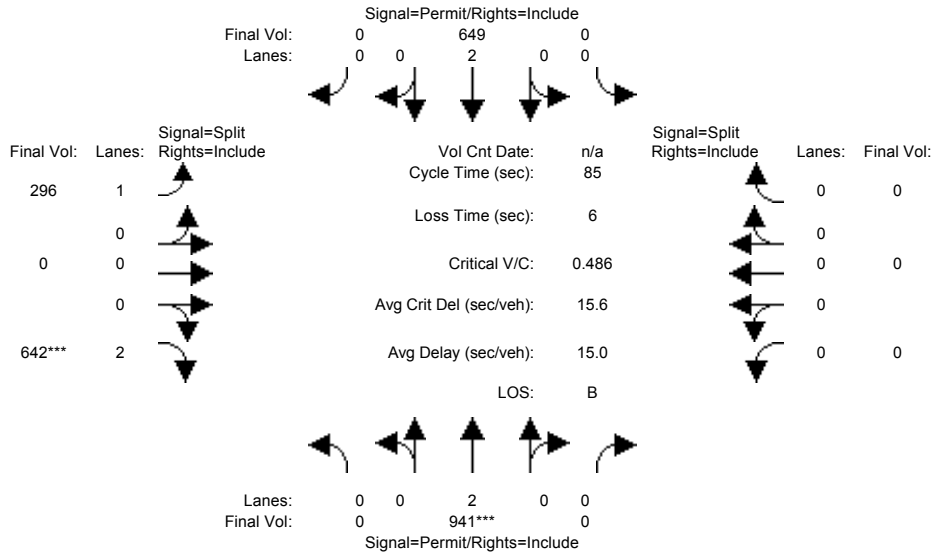 Signal=Permit/Rights=Include
Final Vol: 0 649 0
Lanes: 0 0 2 0 0
Signal=Split Signal=Split
Final Vol: Lanes: Rights=Include Vol Cnt Date: n/a Rights=Include Lanes: Final Vol:
Cycle Time (sec): 85
296 1 0 0
Loss Time (sec): 6
0 0
0 0 Critical V/C: 0.486 0 0
0 Avg Crit Del (sec/veh): 15.6 0
642*** 2 Avg Delay (sec/veh): 15.0 0 0
LOS: B
Lanes: 0 0 2 0 0
Final Vol: 0 941*** 0
Signal=Permit/Rights=Include